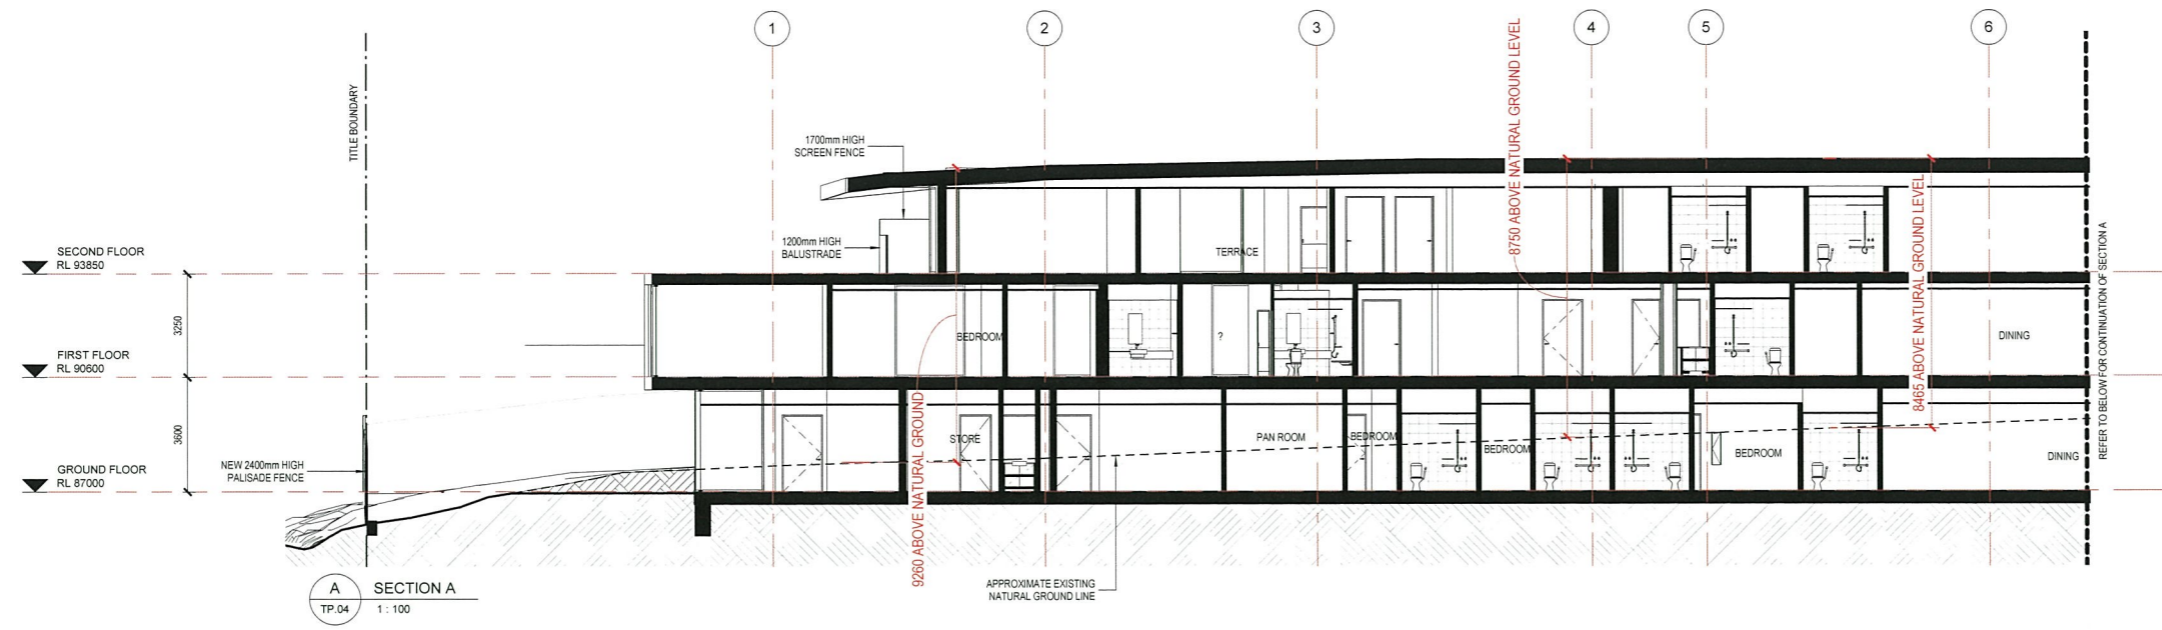 1
2
3
4
5
6
TITLE BOUNDARY
1700mm HIGH
SCREEN FENCE
1200mm HIGH
BALUSTRADE
8750 ABOVE NATURAL GROUND LEVEL
8465 ABOVE NATURAL GROUND LEVEL
9260 ABOVE NATURAL GROUND
REFER TO BELOW FOR CONTINUATION OF SECTION A
TERRACE
SECOND FLOOR
RL 93850
3250
BEDROOM
?
DINING
FIRST FLOOR
RL 90600
3600
STORE
PAN ROOM
BEDROOM
BEDROOM
BEDROOM
DINING
NEW 2400mm HIGH
PALISADE FENCE
GROUND FLOOR
RL 87000
APPROXIMATE EXISTING
NATURAL GROUND LINE
A
TP.04
SECTION A
1 : 100